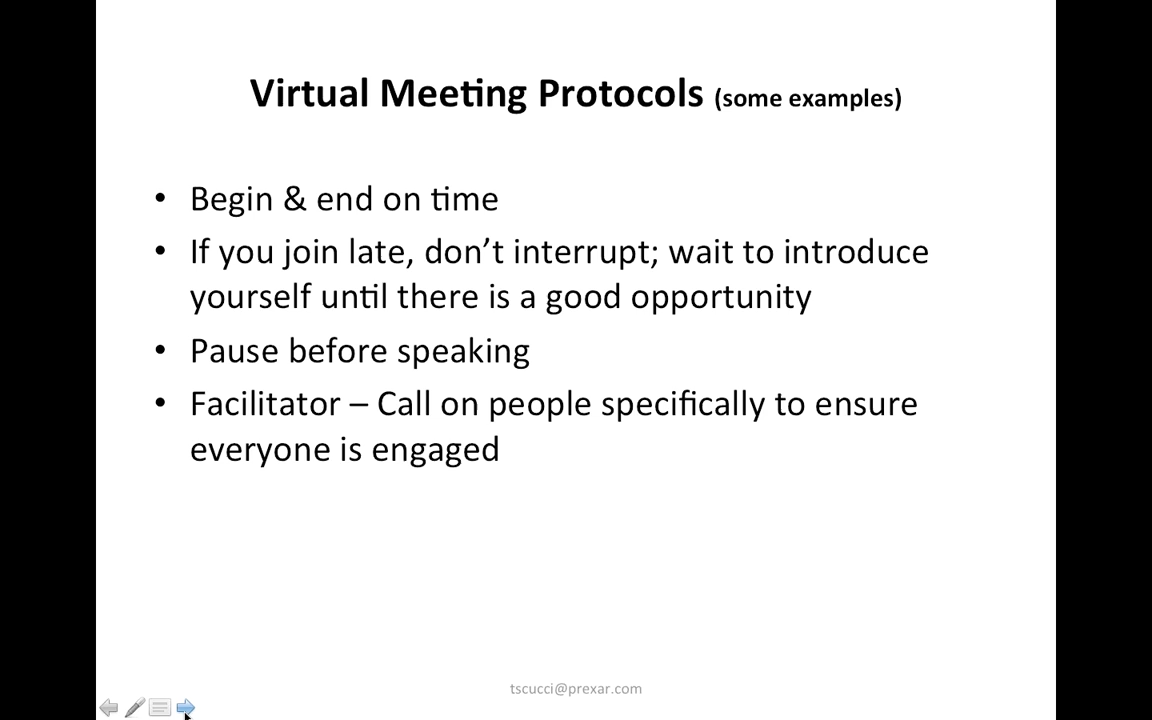 Virtual Meeting Protocols (some examples)
• Begin & end on time
• If you join late, don’t interrupt; wait to introduce
yourself until there is a good opportunity
• Pause before speaking
• Facilitator – Call on people specifically to ensure
everyone is engaged
tscucci@prexar.com